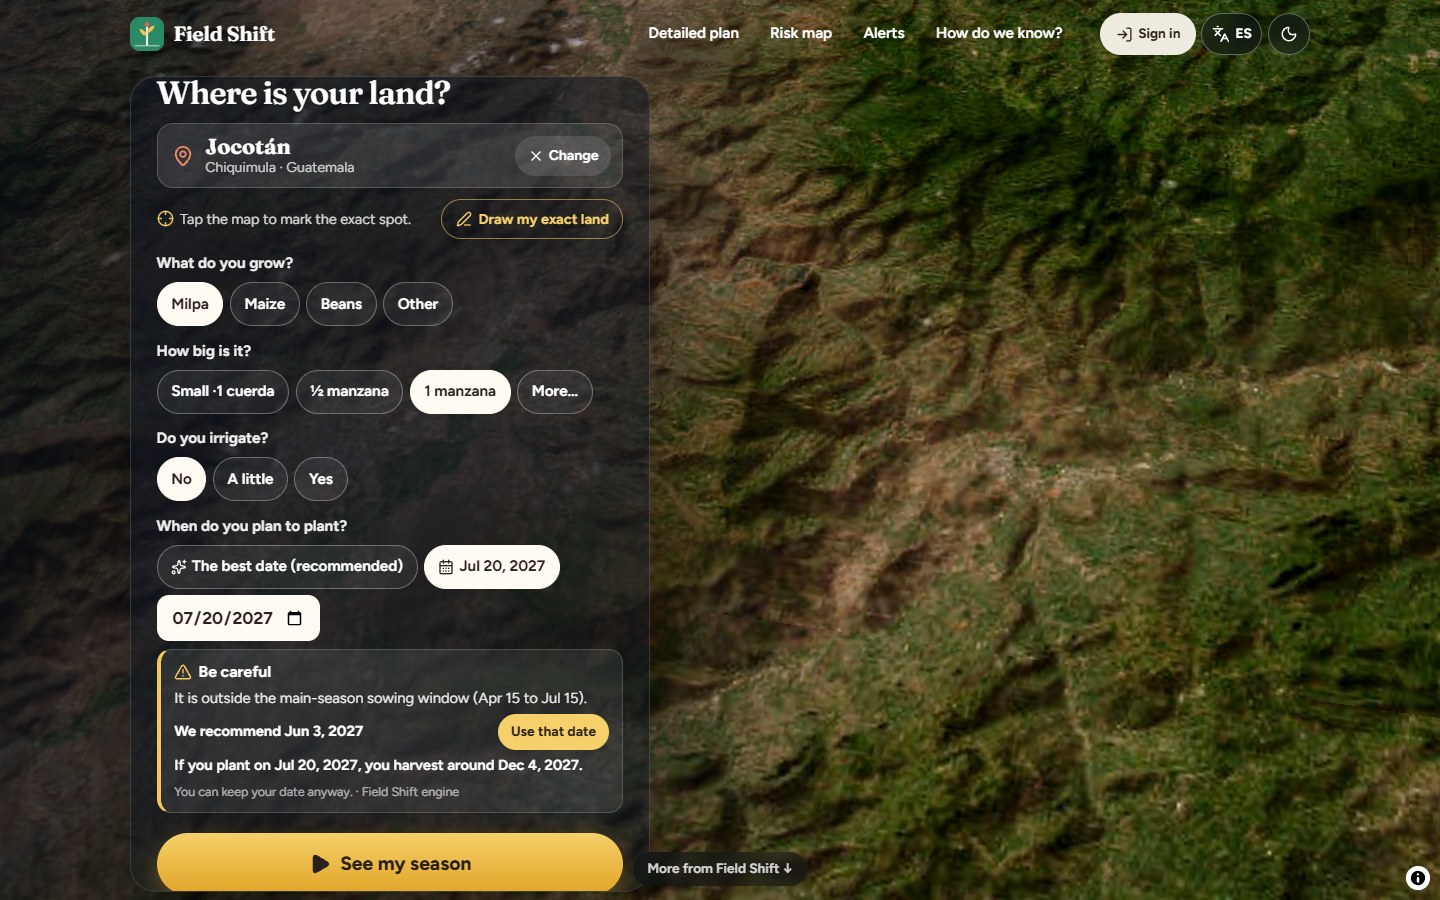 Field Shift
Detailed plan
Risk map
Alerts
How do we know?
Sign in
ES
Where is your land?
Jocotán
Chiquimula · Guatemala
Change
Tap the map to mark the exact spot.
Draw my exact land
What do you grow?
Milpa
Maize
Beans
Other
How big is it?
Small ·1 cuerda
½ manzana
1 manzana
More...
Do you irrigate?
No
A little
Yes
When do you plan to plant?
The best date (recommended)
Jul 20, 2027
07/20/2027
Be careful
It is outside the main-season sowing window (Apr 15 to Jul 15).
We recommend Jun 3, 2027
Use that date
If you plant on Jul 20, 2027, you harvest around Dec 4, 2027.
You can keep your date anyway. · Field Shift engine
See my season
More from Field Shift ↓